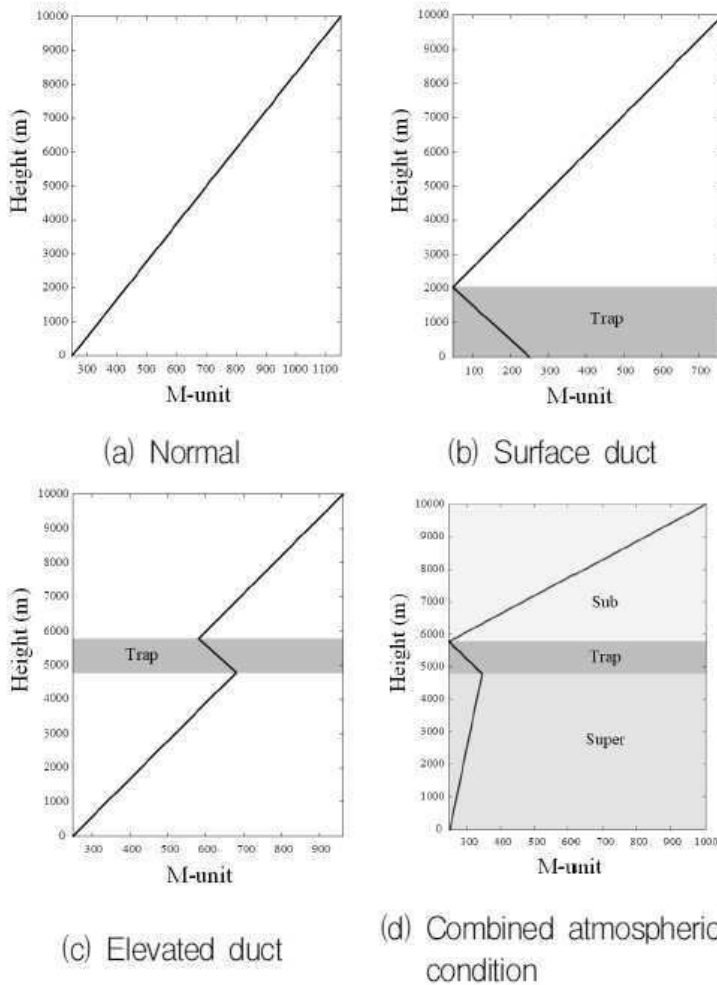 10000
9000
8000
7000
6000
5000
4000
3000
2000
1000
0
Height (m)
300 400 500 600 700 800 900 1000 1100
M-unit
(a) Normal
10000
9000
8000
7000
6000
5000
4000
3000
2000
1000
0
Height (m)
Trap
100 200 300 400 500 600 700
M-unit
(b) Surface duct
10000
9000
8000
7000
6000
5000
4000
3000
2000
1000
0
Height (m)
Trap
300 400 500 600 700 800 900
M-unit
(c) Elevated duct
10000
9000
8000
7000
6000
5000
4000
3000
2000
1000
0
Height (m)
Sub
Trap
Super
300 400 500 600 700 800 900 1000
M-unit
(d) Combined atmospheric
condition